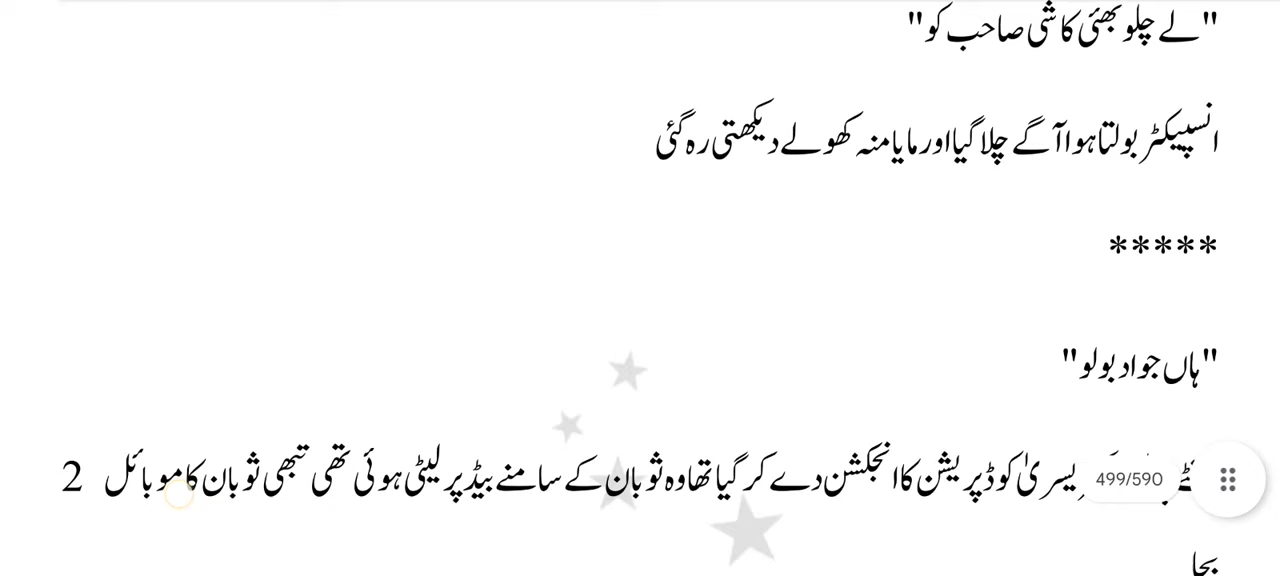 "لے چلو بھئی کاشی صاحب کو"
انسپیکٹر بولتا ہوا آگے چلا گیا اور مایا منہ کھولے دیکھتی رہ گئی
*****
"ہاں جواد بولو"
یسریٰ کو ڈپریشن کا انجکشن دے کر گیا تھا وہ ثوبان کے سامنے بیڈ پر لیٹی ہوئی تھی تبھی ثوبان کا موبائل 2
499/590
بجا